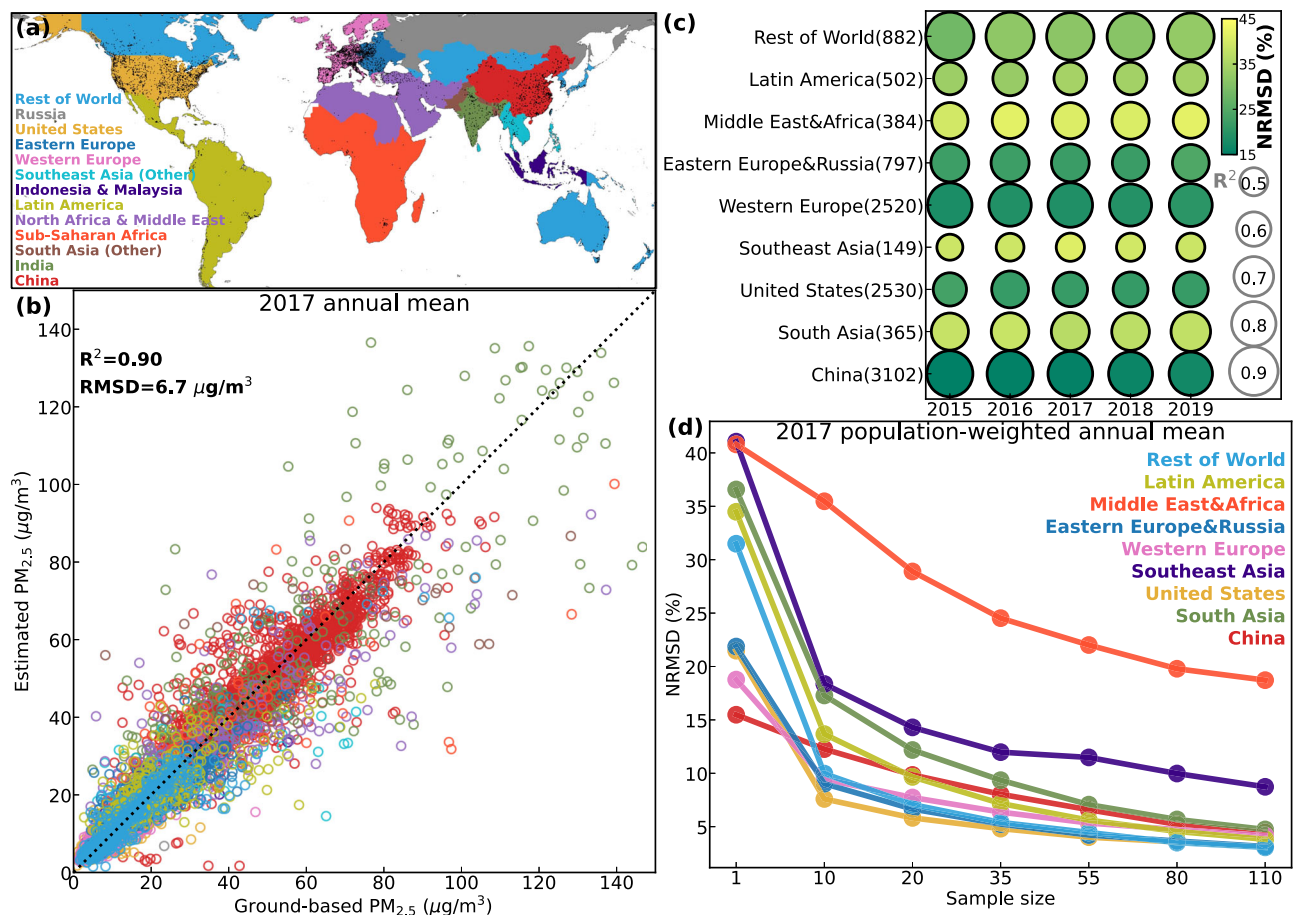 (a)
Rest of World
Russia
United States
Eastern Europe
Western Europe
Southeast Asia (Other)
Indonesia & Malaysia
Latin America
North Africa & Middle East
Sub-Saharan Africa
South Asia (Other)
India
China
(b)
2017 annual mean
R²=0.90
RMSD=6.7 μg/m³
140
120
100
80
60
40
20
0
Estimated PM₂.₅ (μg/m³)
0
20
40
60
80
100
120
140
Ground-based PM₂.₅ (μg/m³)
(c)
Rest of World(882)
Latin America(502)
Middle East&Africa(384)
Eastern Europe&Russia(797)
Western Europe(2520)
Southeast Asia(149)
United States(2530)
South Asia(365)
China(3102)
2015
2016
2017
2018
2019
45
35
25
15
NRMSD (%)
R²
0.5
0.6
0.7
0.8
0.9
(d)
2017 population-weighted annual mean
Rest of World
Latin America
Middle East&Africa
Eastern Europe&Russia
Western Europe
Southeast Asia
United States
South Asia
China
40
35
30
25
20
15
10
5
NRMSD (%)
1
10
20
35
55
80
110
Sample size